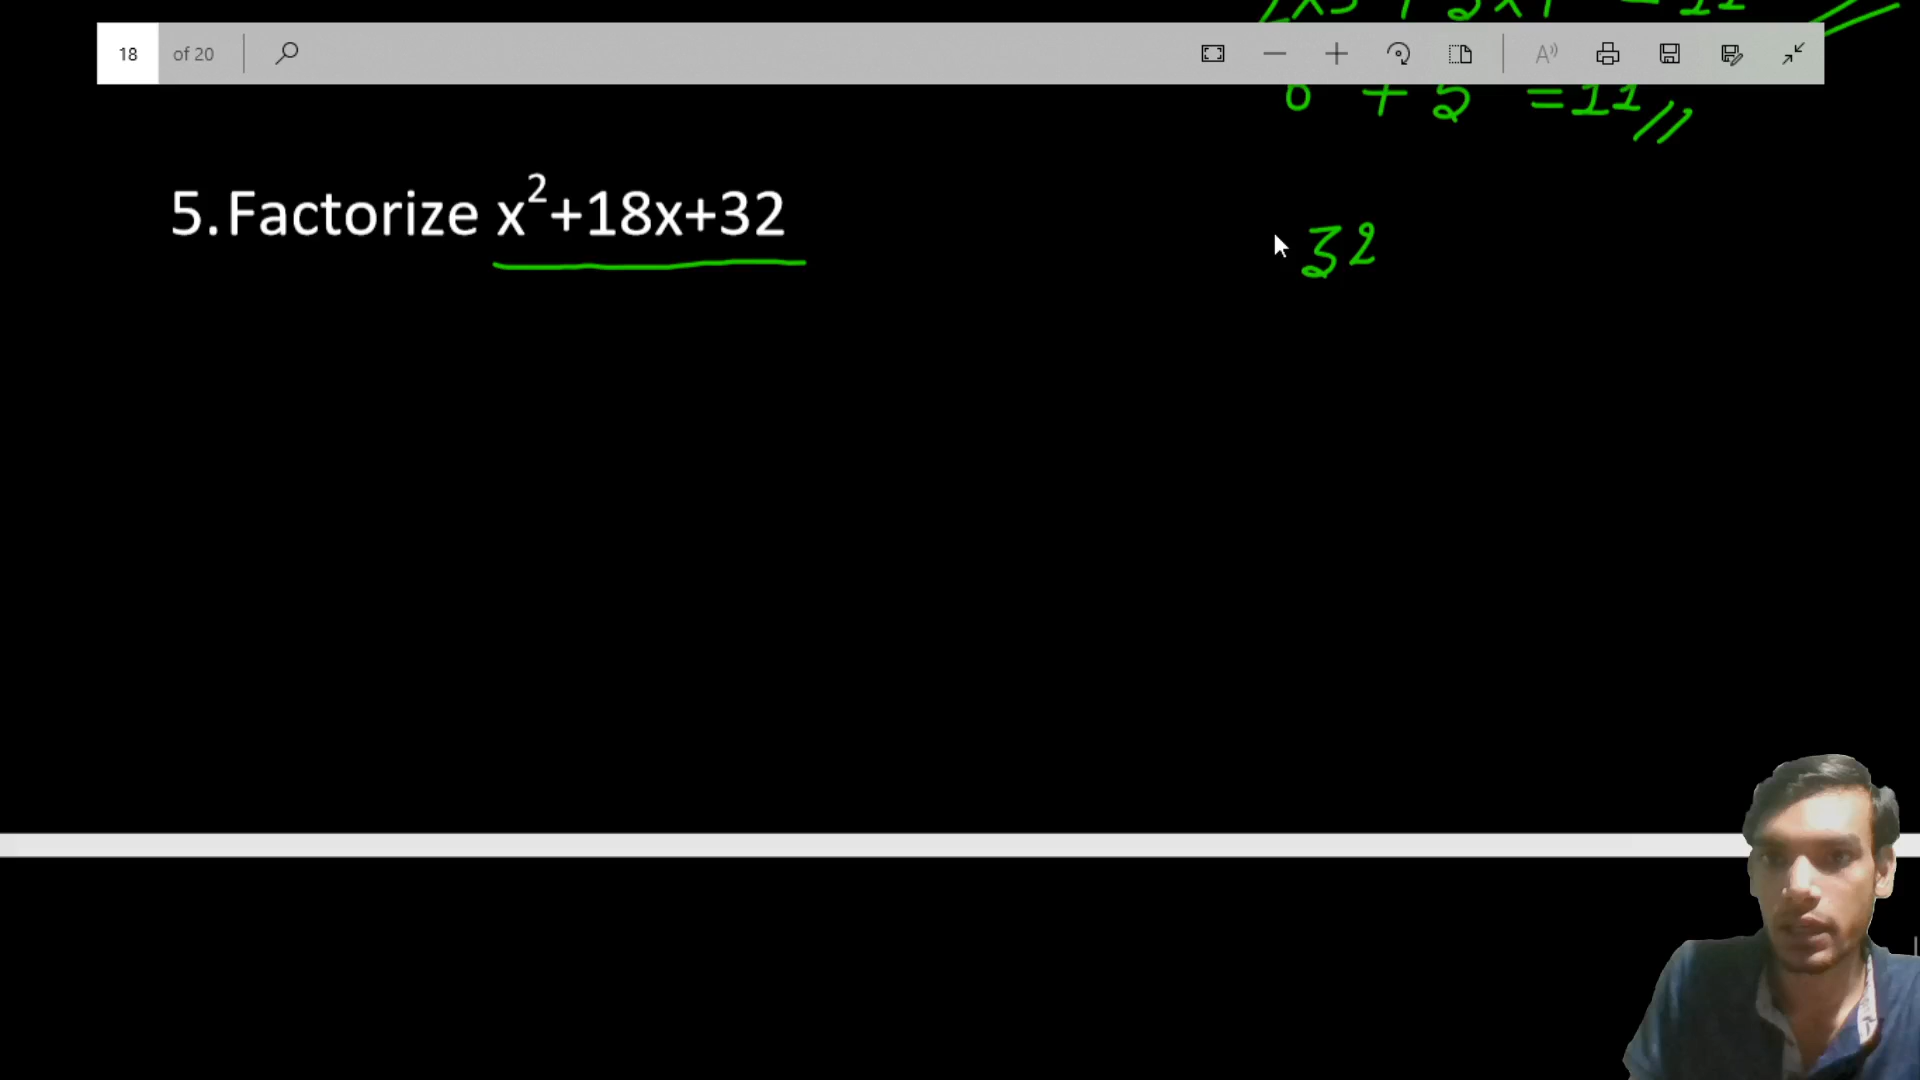 18 of 20
6 + 5 = 11
5. Factorize x²+18x+32
32